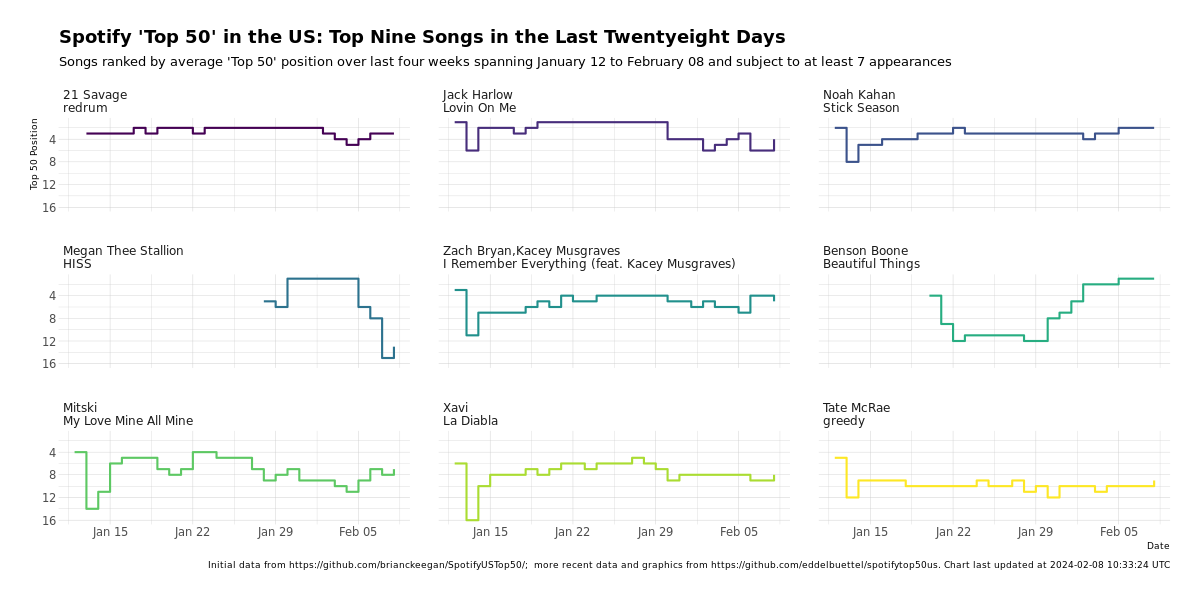 Spotify 'Top 50' in the US: Top Nine Songs in the Last Twentyeight Days
Songs ranked by average 'Top 50' position over last four weeks spanning January 12 to February 08 and subject to at least 7 appearances
21 Savage
redrum
Jack Harlow
Lovin On Me
Noah Kahan
Stick Season
Top 50 Position
4
8
12
16
Megan Thee Stallion
HISS
Zach Bryan,Kacey Musgraves
I Remember Everything (feat. Kacey Musgraves)
Benson Boone
Beautiful Things
4
8
12
16
Mitski
My Love Mine All Mine
Xavi
La Diabla
Tate McRae
greedy
4
8
12
16
Jan 15 Jan 22 Jan 29 Feb 05 Jan 15 Jan 22 Jan 29 Feb 05 Jan 15 Jan 22 Jan 29 Feb 05
Date
Initial data from https://github.com/brianckeegan/SpotifyUSTop50/;  more recent data and graphics from https://github.com/eddelbuettel/spotifytop50us. Chart last updated at 2024-02-08 10:33:24 UTC